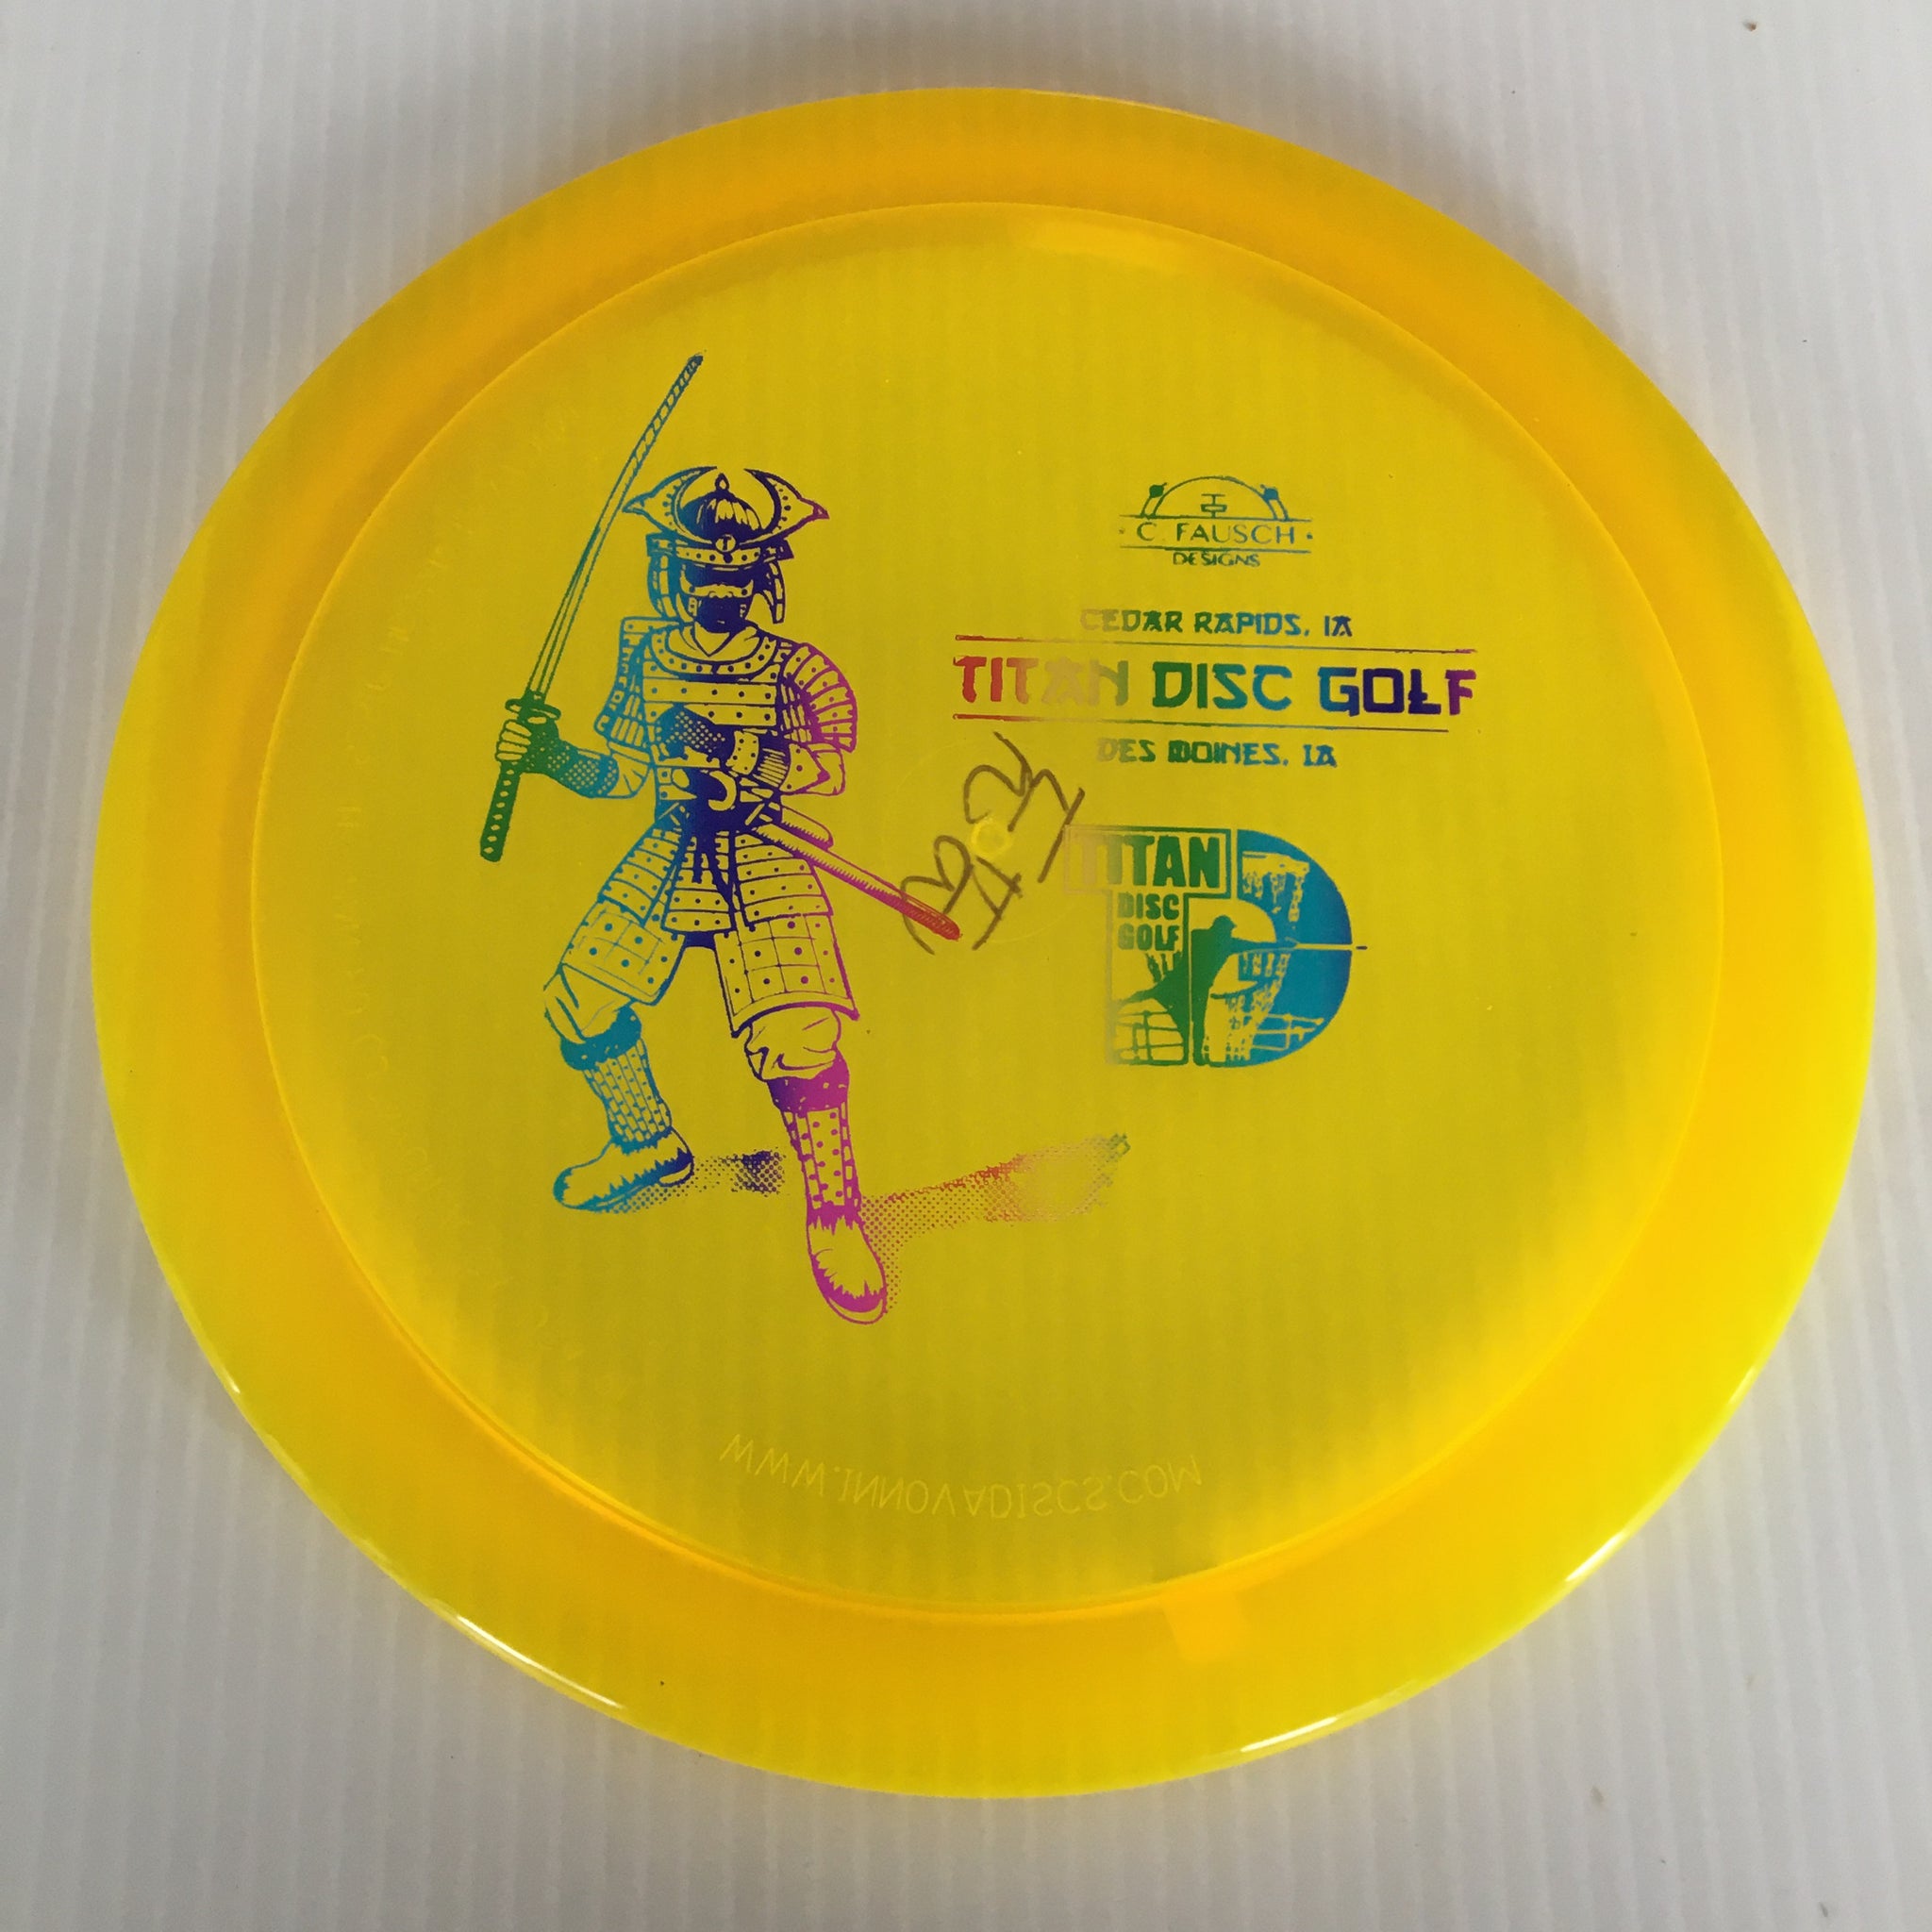 C. FAUSCH
DESIGNS
CEDAR RAPIDS, IA
TITAN DISC GOLF
DES MOINES, IA
TITAN
DISC
GOLF
WWW.INNOVADISCS.COM